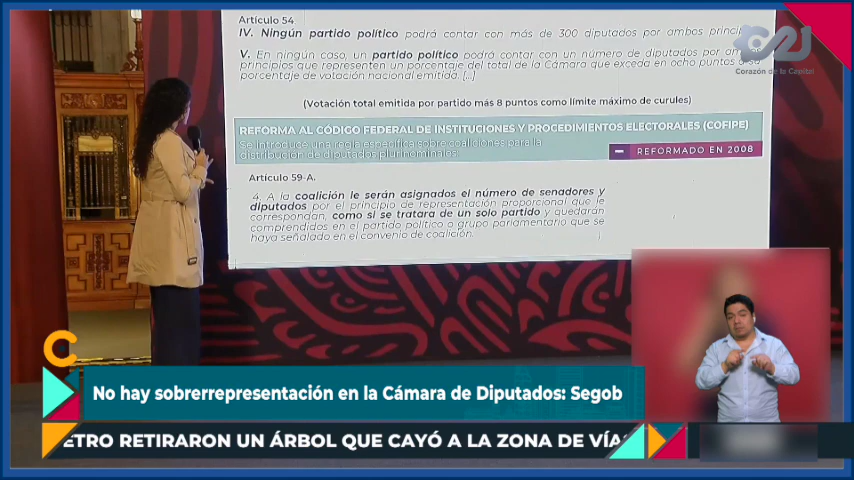 Artículo 54.
IV. Ningún partido político podrá contar con más de 300 diputados por ambos
V. En ningún caso, un partido político podrá contar con un número de diputados por
principios que representen un porcentaje del total de la Cámara que exceda en ocho puntos a su
porcentaje de votación nacional emitida. [...]
(Votación total emitida por partido más 8 puntos como límite máximo de curules)
REFORMA AL CÓDIGO FEDERAL DE INSTITUCIONES Y PROCEDIMIENTOS ELECTORALES (COFIPE)
Se introduce una regla específica sobre coaliciones para la
distribución de diputados plurinominales:
REFORMADO EN 2008
Artículo 59-A.
4. A la coalición le serán asignados el número de senadores y
diputados por el principio de representación proporcional que le
correspondan, como si se tratara de un solo partido y quedarán
comprendidos en el partido político o grupo parlamentario que se
haya señalado en el convenio de coalición.
Corazón de la Capital
C
No hay sobrerrepresentación en la Cámara de Diputados: Segob
ETRO RETIRARON UN ÁRBOL QUE CAYÓ A LA ZONA DE VÍAS